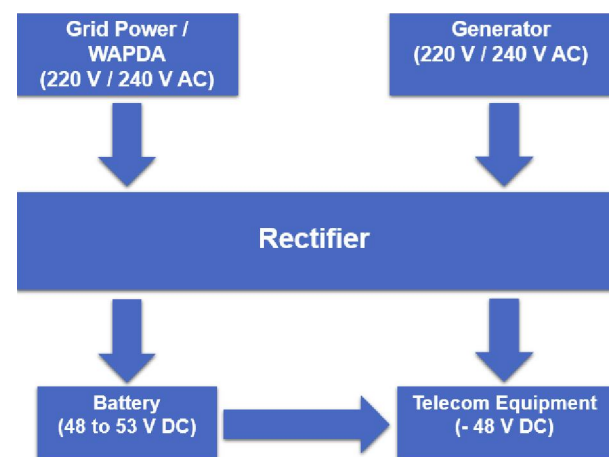 Grid Power /
WAPDA
(220 V / 240 V AC)
Generator
(220 V / 240 V AC)
Rectifier
Battery
(48 to 53 V DC)
Telecom Equipment
(- 48 V DC)